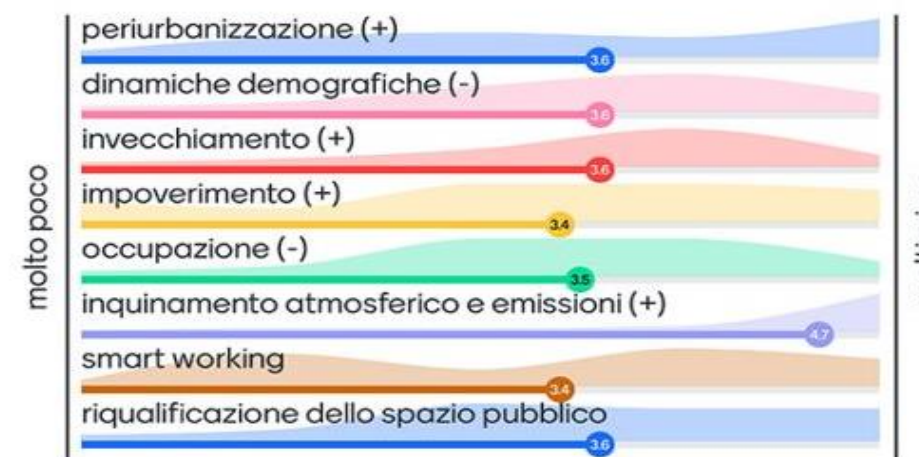 periurbanizzazione (+)
3.6
dinamiche demografiche (-)
3.6
invecchiamento (+)
3.6
impoverimento (+)
3.4
occupazione (-)
3.5
inquinamento atmosferico e emissioni (+)
4.7
smart working
3.4
riqualificazione dello spazio pubblico
3.6
molto poco